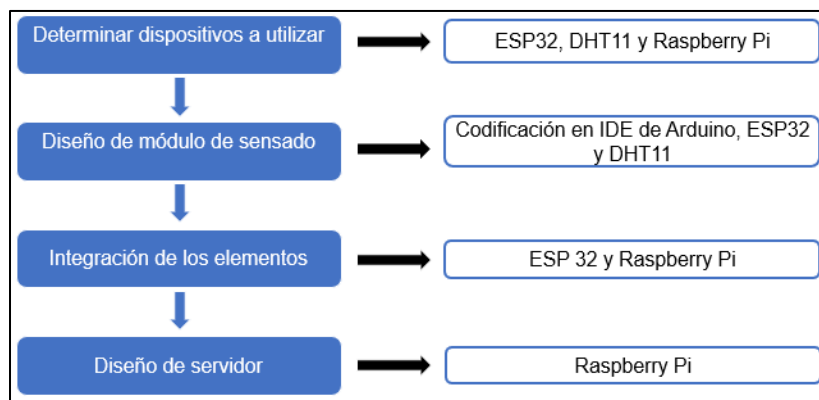 Determinar dispositivos a utilizar
ESP32, DHT11 y Raspberry Pi
Diseño de módulo de sensado
Codificación en IDE de Arduino, ESP32
y DHT11
Integración de los elementos
ESP 32 y Raspberry Pi
Diseño de servidor
Raspberry Pi